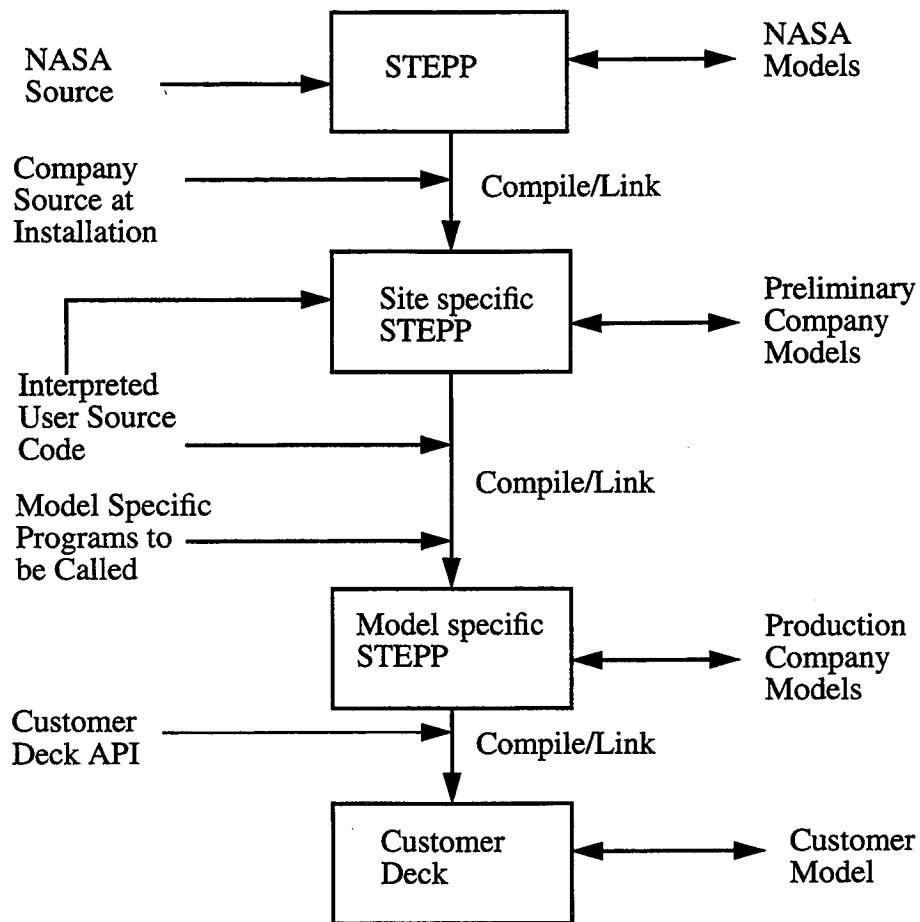 NASA
Source
STEPP
NASA
Models
Company
Source at
Installation
Compile/Link
Site specific
STEPP
Preliminary
Company
Models
Interpreted
User Source
Code
Compile/Link
Model Specific
Programs to
be Called
Model specific
STEPP
Production
Company
Models
Customer
Deck API
Compile/Link
Customer
Deck
Customer
Model